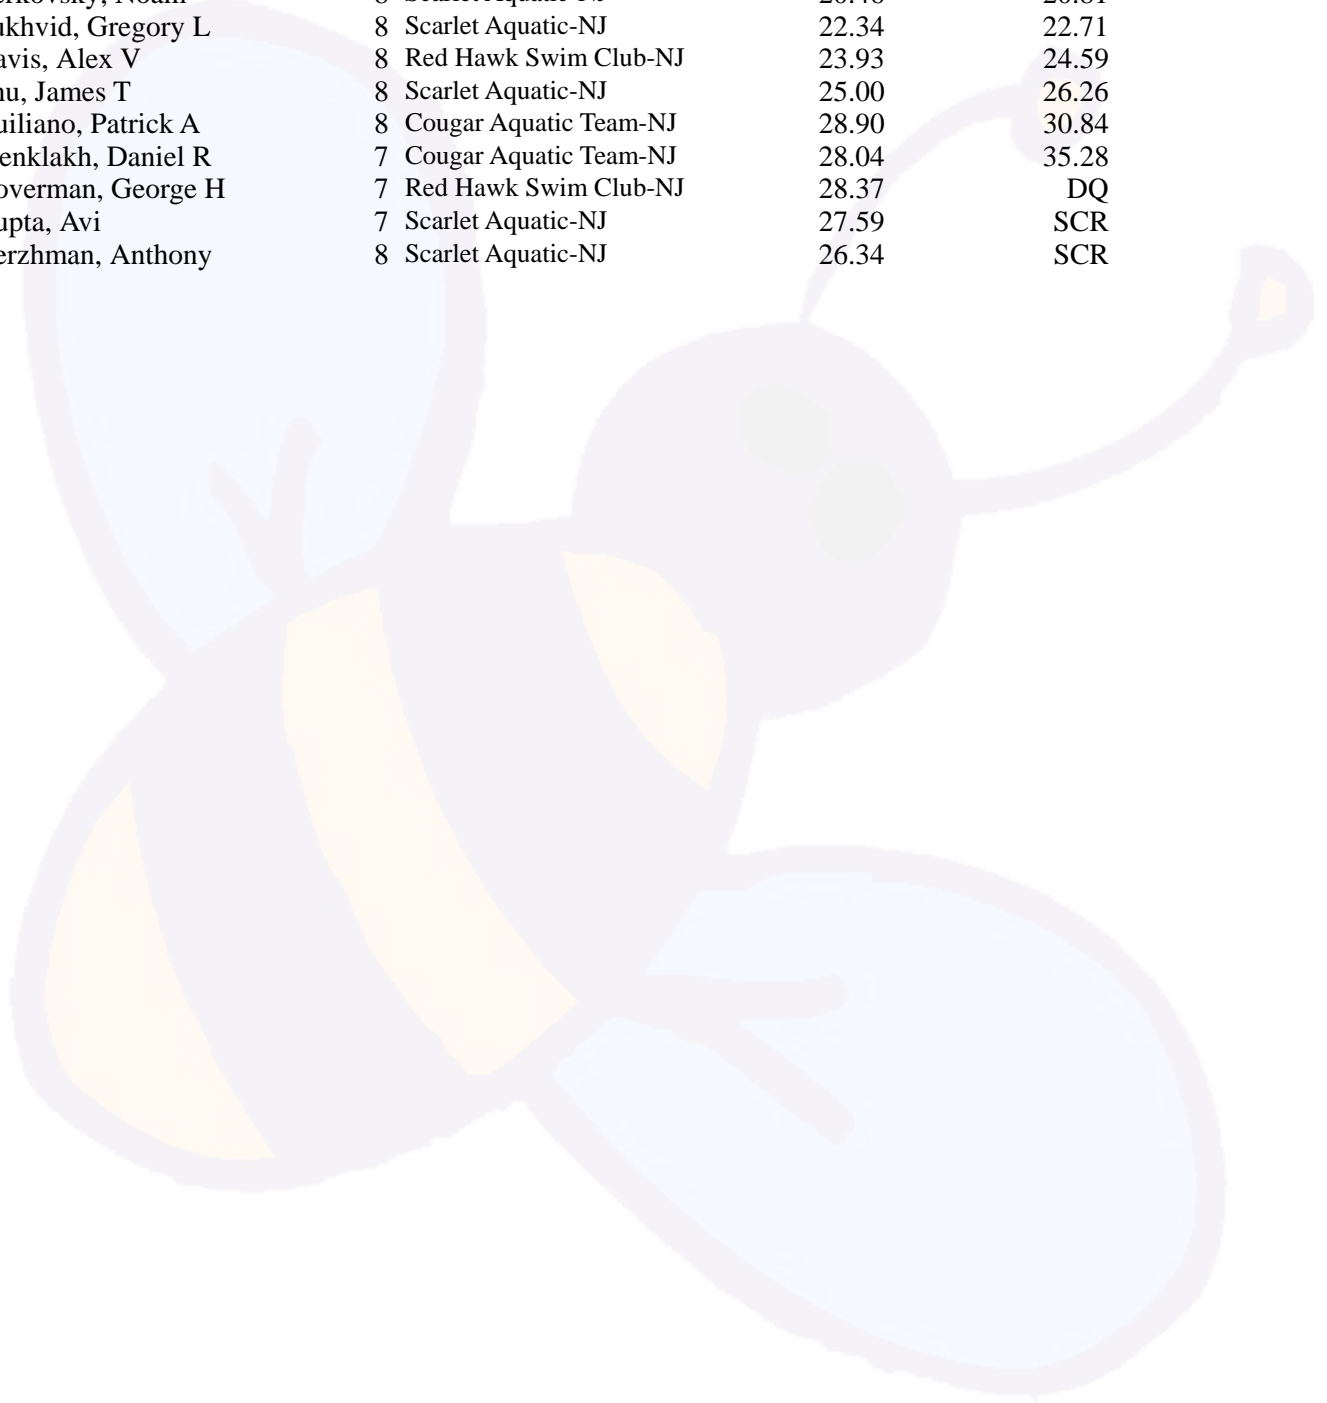 ukhvid, Gregory L 8 Scarlet Aquatic-NJ 22.34 22.71
avis, Alex V 8 Red Hawk Swim Club-NJ 23.93 24.59
nu, James T 8 Scarlet Aquatic-NJ 25.00 26.26
uiliano, Patrick A 8 Cougar Aquatic Team-NJ 28.90 30.84
enklakh, Daniel R 7 Cougar Aquatic Team-NJ 28.04 35.28
overman, George H 7 Red Hawk Swim Club-NJ 28.37 DQ
upta, Avi 7 Scarlet Aquatic-NJ 27.59 SCR
erzhman, Anthony 8 Scarlet Aquatic-NJ 26.34 SCR